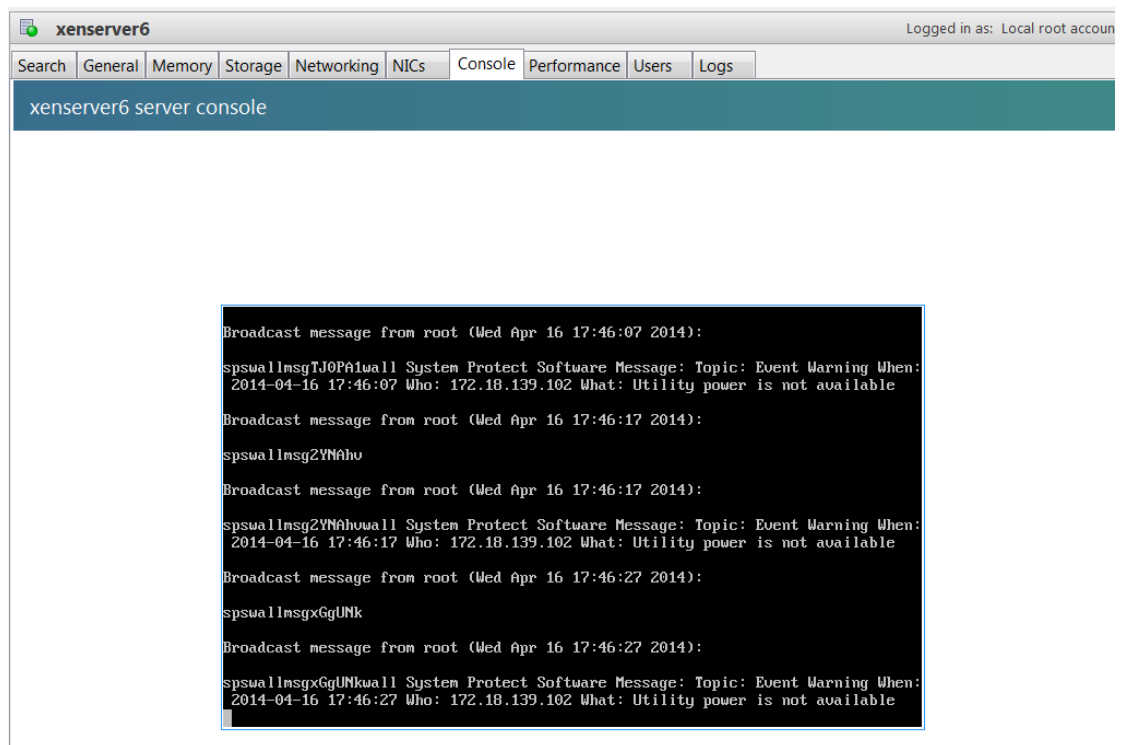 xenserver6
Logged in as: Local root accoun
Search General Memory Storage Networking NICs Console Performance Users Logs
xenserver6 server console
Broadcast message from root (Wed Apr 16 17:46:07 2014):
spswallmsgTJ0PA1wall System Protect Software Message: Topic: Event Warning When:
2014-04-16 17:46:07 Who: 172.18.139.102 What: Utility power is not available
Broadcast message from root (Wed Apr 16 17:46:17 2014):
spswallmsg2YNAhv
Broadcast message from root (Wed Apr 16 17:46:17 2014):
spswallmsg2YNAhvwall System Protect Software Message: Topic: Event Warning When:
2014-04-16 17:46:17 Who: 172.18.139.102 What: Utility power is not available
Broadcast message from root (Wed Apr 16 17:46:27 2014):
spswallmsgxGgUNk
Broadcast message from root (Wed Apr 16 17:46:27 2014):
spswallmsgxGgUNkwall System Protect Software Message: Topic: Event Warning When:
2014-04-16 17:46:27 Who: 172.18.139.102 What: Utility power is not available